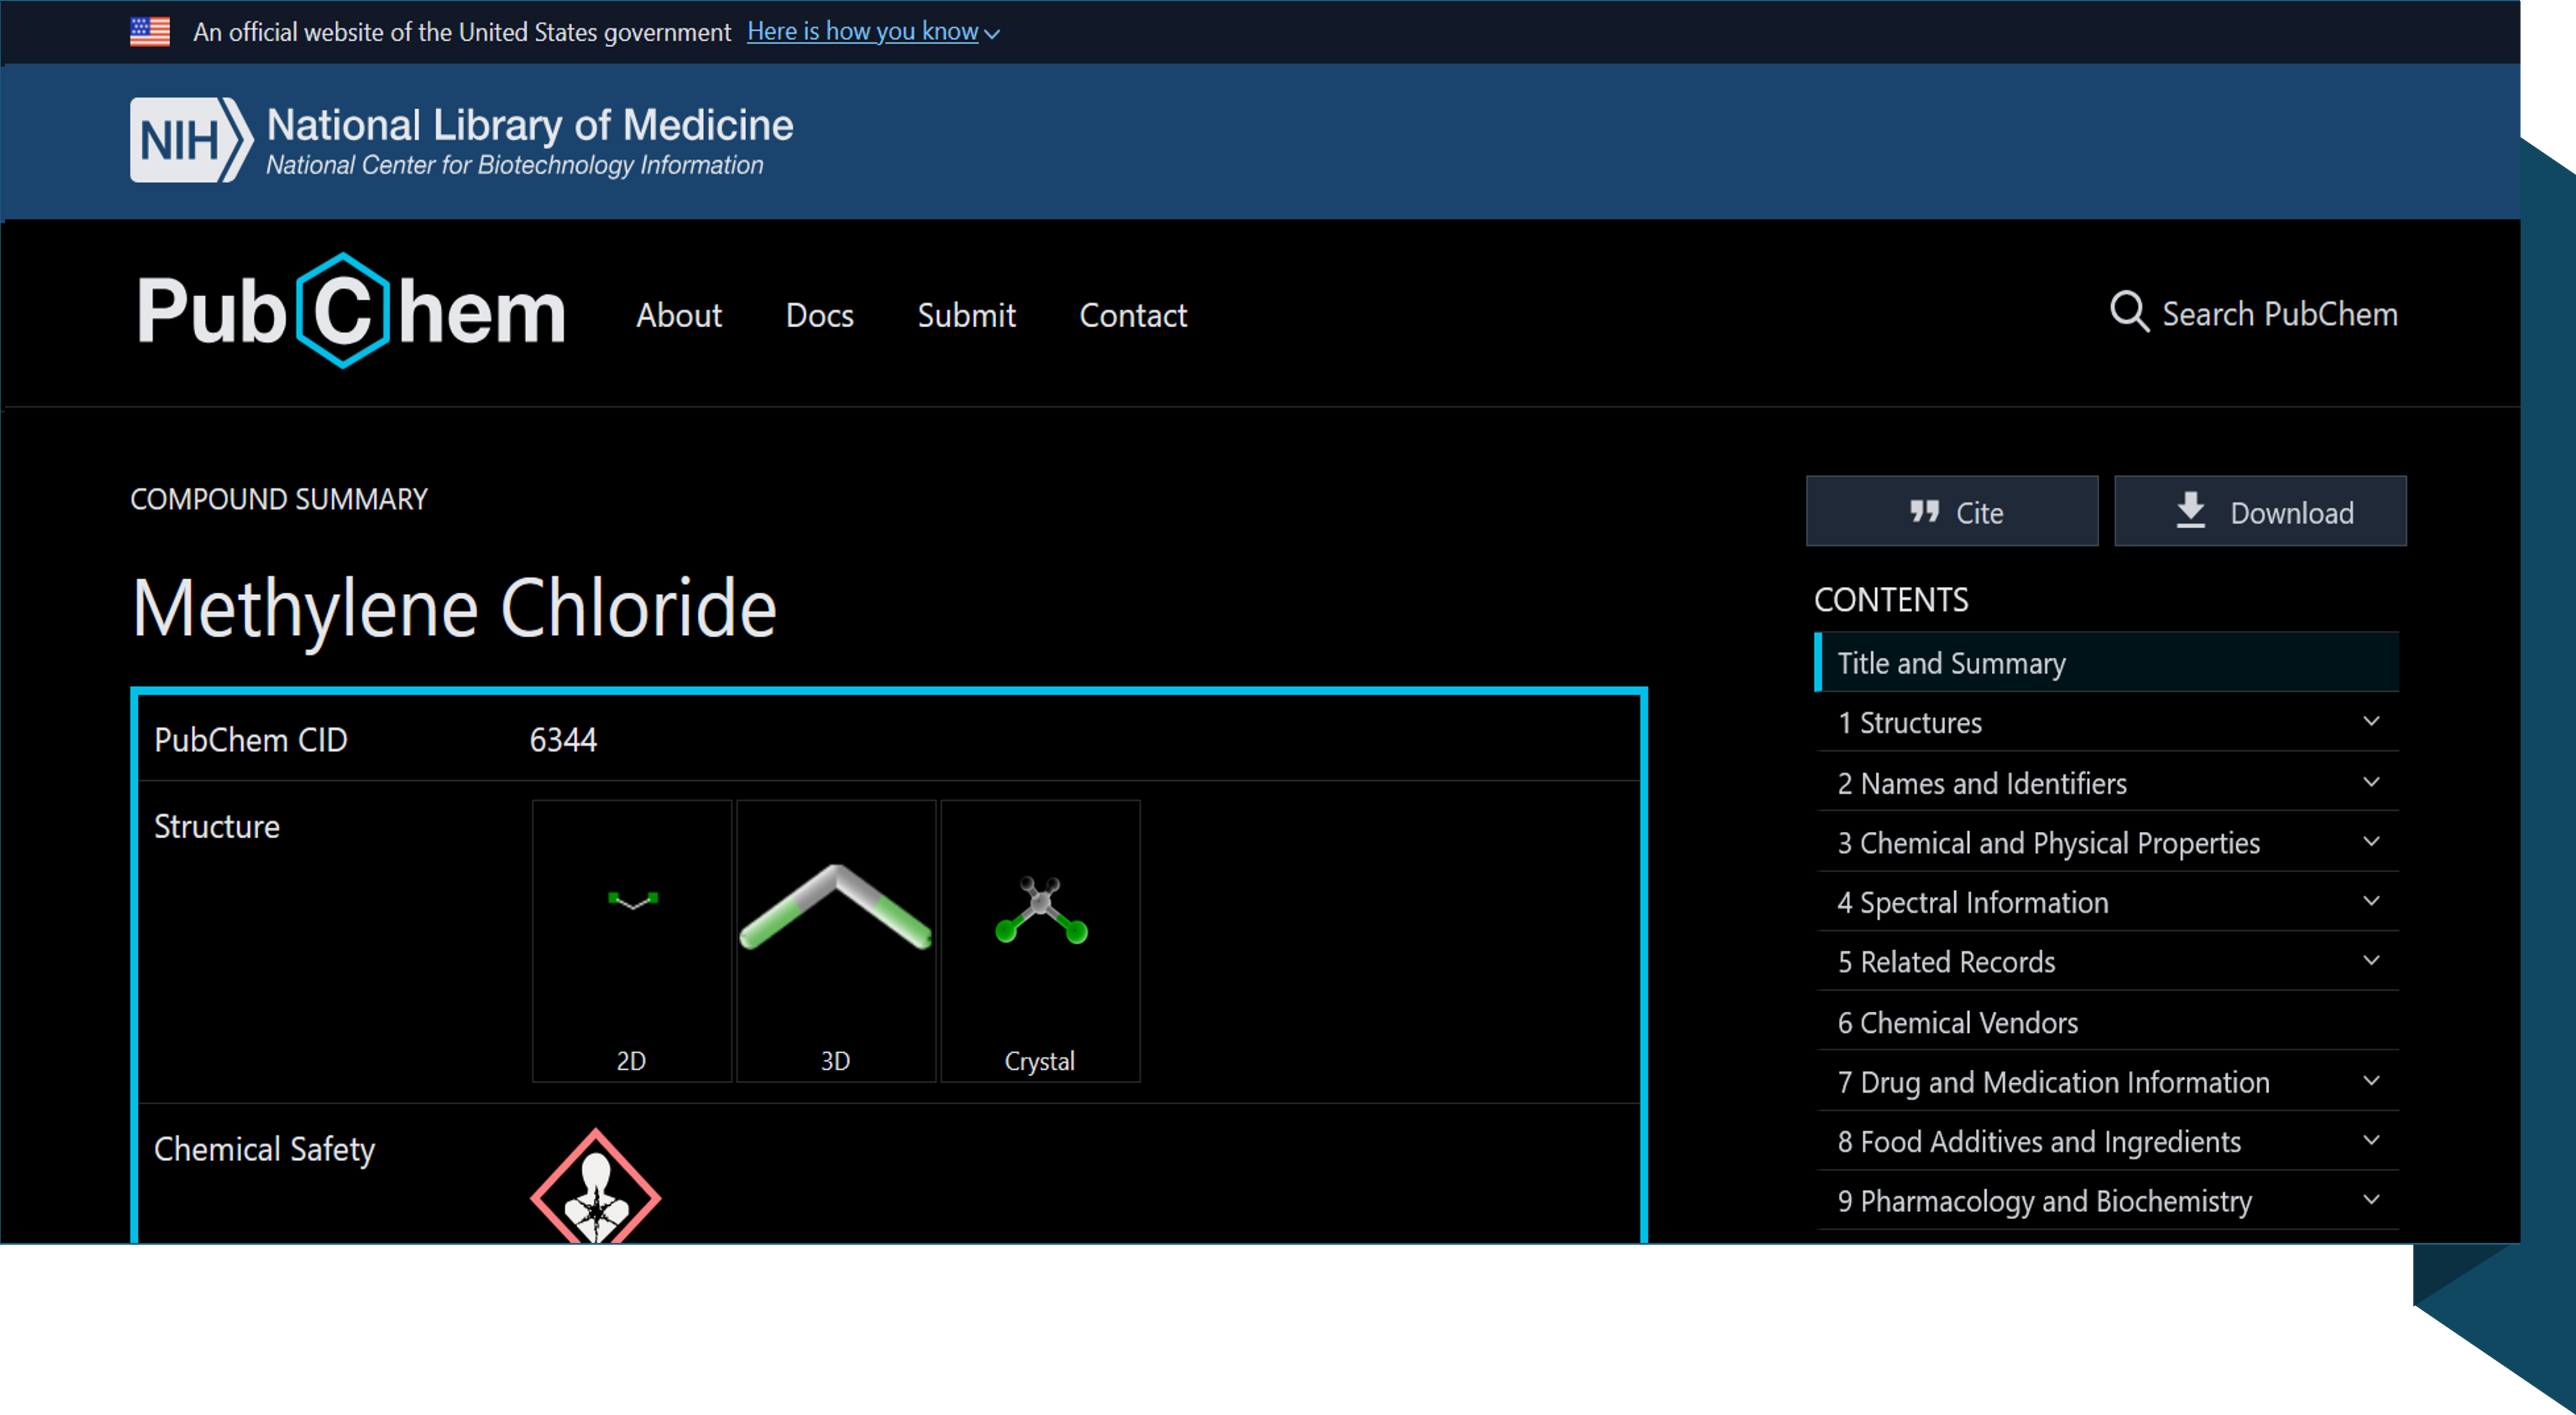 An official website of the United States government Here is how you know
NIH National Library of Medicine
National Center for Biotechnology Information
PubChem About Docs Submit Contact Search PubChem
COMPOUND SUMMARY
Cite Download
Methylene Chloride
PubChem CID 6344
Structure
2D 3D Crystal
Chemical Safety
CONTENTS
Title and Summary
1 Structures
2 Names and Identifiers
3 Chemical and Physical Properties
4 Spectral Information
5 Related Records
6 Chemical Vendors
7 Drug and Medication Information
8 Food Additives and Ingredients
9 Pharmacology and Biochemistry